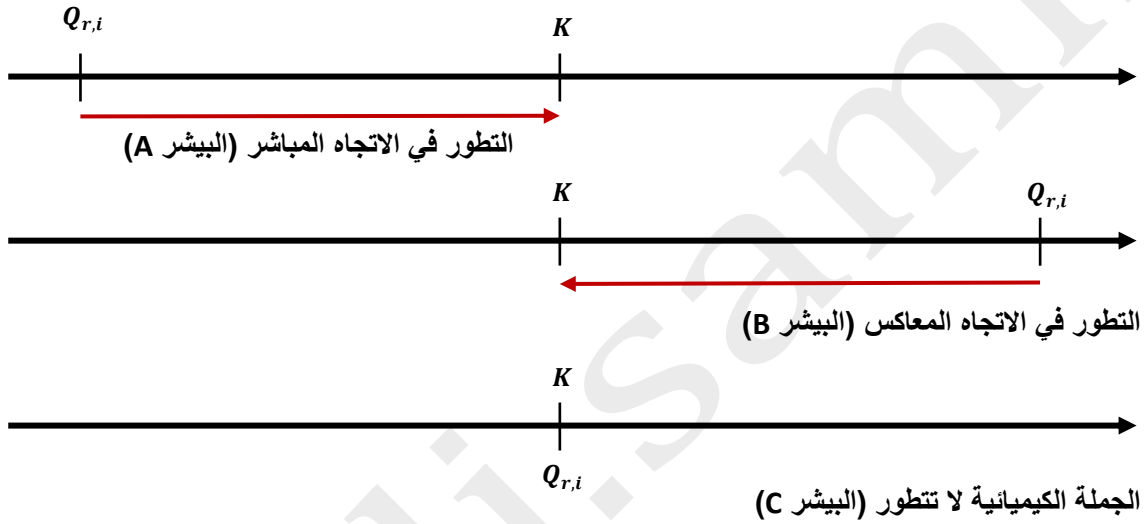 Q_{r,i} K
التطور في الاتجاه المباشر (البيشر A)
K Q_{r,i}
التطور في الاتجاه المعاكس (البيشر B)
K
Q_{r,i}
الجملة الكيميائية لا تتطور (البيشر C)